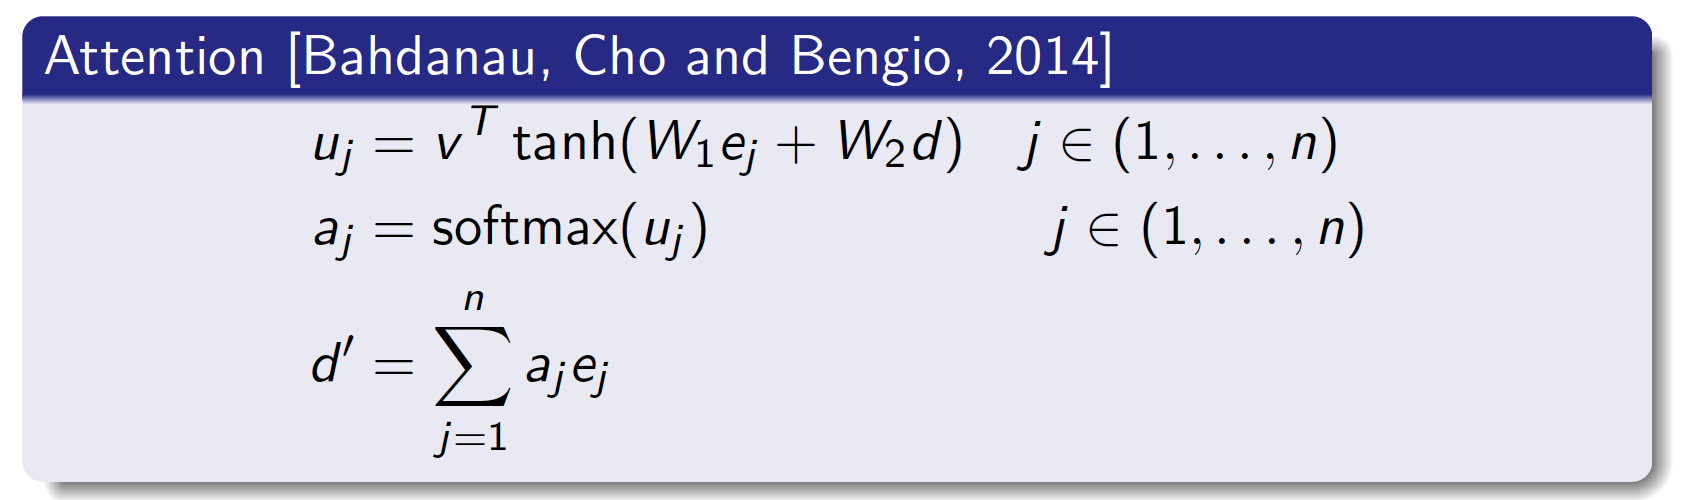 Attention [Bahdanau, Cho and Bengio, 2014]
u_j = v^T tanh(W_1 e_j + W_2 d)   j ∈ (1, . . . , n)
a_j = softmax(u_j)   j ∈ (1, . . . , n)
d′ = ∑_{j=1}^{n} a_j e_j